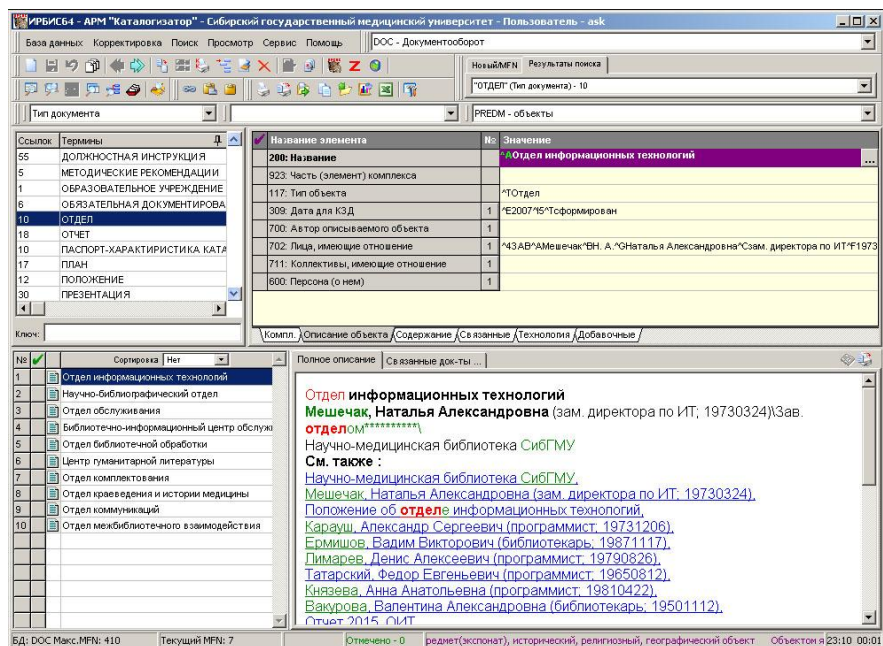 ИРБИС64 - АРМ "Каталогизатор" - Сибирский государственный медицинский университет - Пользователь - ask
База данных Корректировка Поиск Просмотр Сервис Помощь
DOC - Документооборот
Новый/MFN Результаты поиска
"ОТДЕЛ" (Тип документа) - 10
Тип документа
PREDM - объекты
Ссылок Термины
55 ДОЛЖНОСТНАЯ ИНСТРУКЦИЯ
5 МЕТОДИЧЕСКИЕ РЕКОМЕНДАЦИИ
1 ОБРАЗОВАТЕЛЬНОЕ УЧРЕЖДЕНИЕ
6 ОБЯЗАТЕЛЬНАЯ ДОКУМЕНТИРОВА
10 ОТДЕЛ
18 ОТЧЕТ
10 ПАСПОРТ-ХАРАКТИРИСТИКА КАТА
17 ПЛАН
12 ПОЛОЖЕНИЕ
30 ПРЕЗЕНТАЦИЯ
Ключ:
Название элемента № Значение
200: Название ^AОтдел информационных технологий ...
923: Часть (элемент) комплекса
117: Тип объекта ^TОтдел
309: Дата для КЗД 1 ^E2007^I5^Tсформирован
700: Автор описываемого объекта 1
702: Лица, имеющие отношение 1 ^43АВ^AМешечак^BН. А.^GНаталья Александровна^Cзам. директора по ИТ^F1973
711: Коллективы, имеющие отношение 1
600: Персона (о нем) 1
Компл. Описание объекта Содержание Связанные Технология Добавочные
№ Сортировка Нет
1 Отдел информационных технологий
2 Научно-библиографический отдел
3 Отдел обслуживания
4 Библиотечно-информационный центр обслужи
5 Отдел библиотечной обработки
6 Центр гуманитарной литературы
7 Отдел комплектования
8 Отдел краеведения и истории медицины
9 Отдел коммуникаций
10 Отдел межбиблиотечного взаимодействия
Полное описание Связанные док-ты ...
Отдел информационных технологий
Мешечак, Наталья Александровна (зам. директора по ИТ; 19730324)\Зав.
отделом**********\
Научно-медицинская библиотека СибГМУ
См. также :
Научно-медицинская библиотека СибГМУ,
Мешечак, Наталья Александровна (зам. директора по ИТ; 19730324),
Положение об отделе информационных технологий,
Карауш, Александр Сергеевич (программист; 19731206),
Ермишов, Вадим Викторович (библиотекарь; 19871117),
Лимарев, Денис Алексеевич (программист; 19790826),
Татарский, Федор Евгеньевич (программист; 19650812),
Князева, Анна Анатольевна (программист; 19810422),
Вакурова, Валентина Александровна (библиотекарь; 19501112),
Отчет 2015, ОИТ
БД: DOC Макс.MFN: 410 Текущий MFN: 7 Отмечено - 0 редмет(экспонат), исторический, религиозный, географический объект Объектом я 23:10 00:01